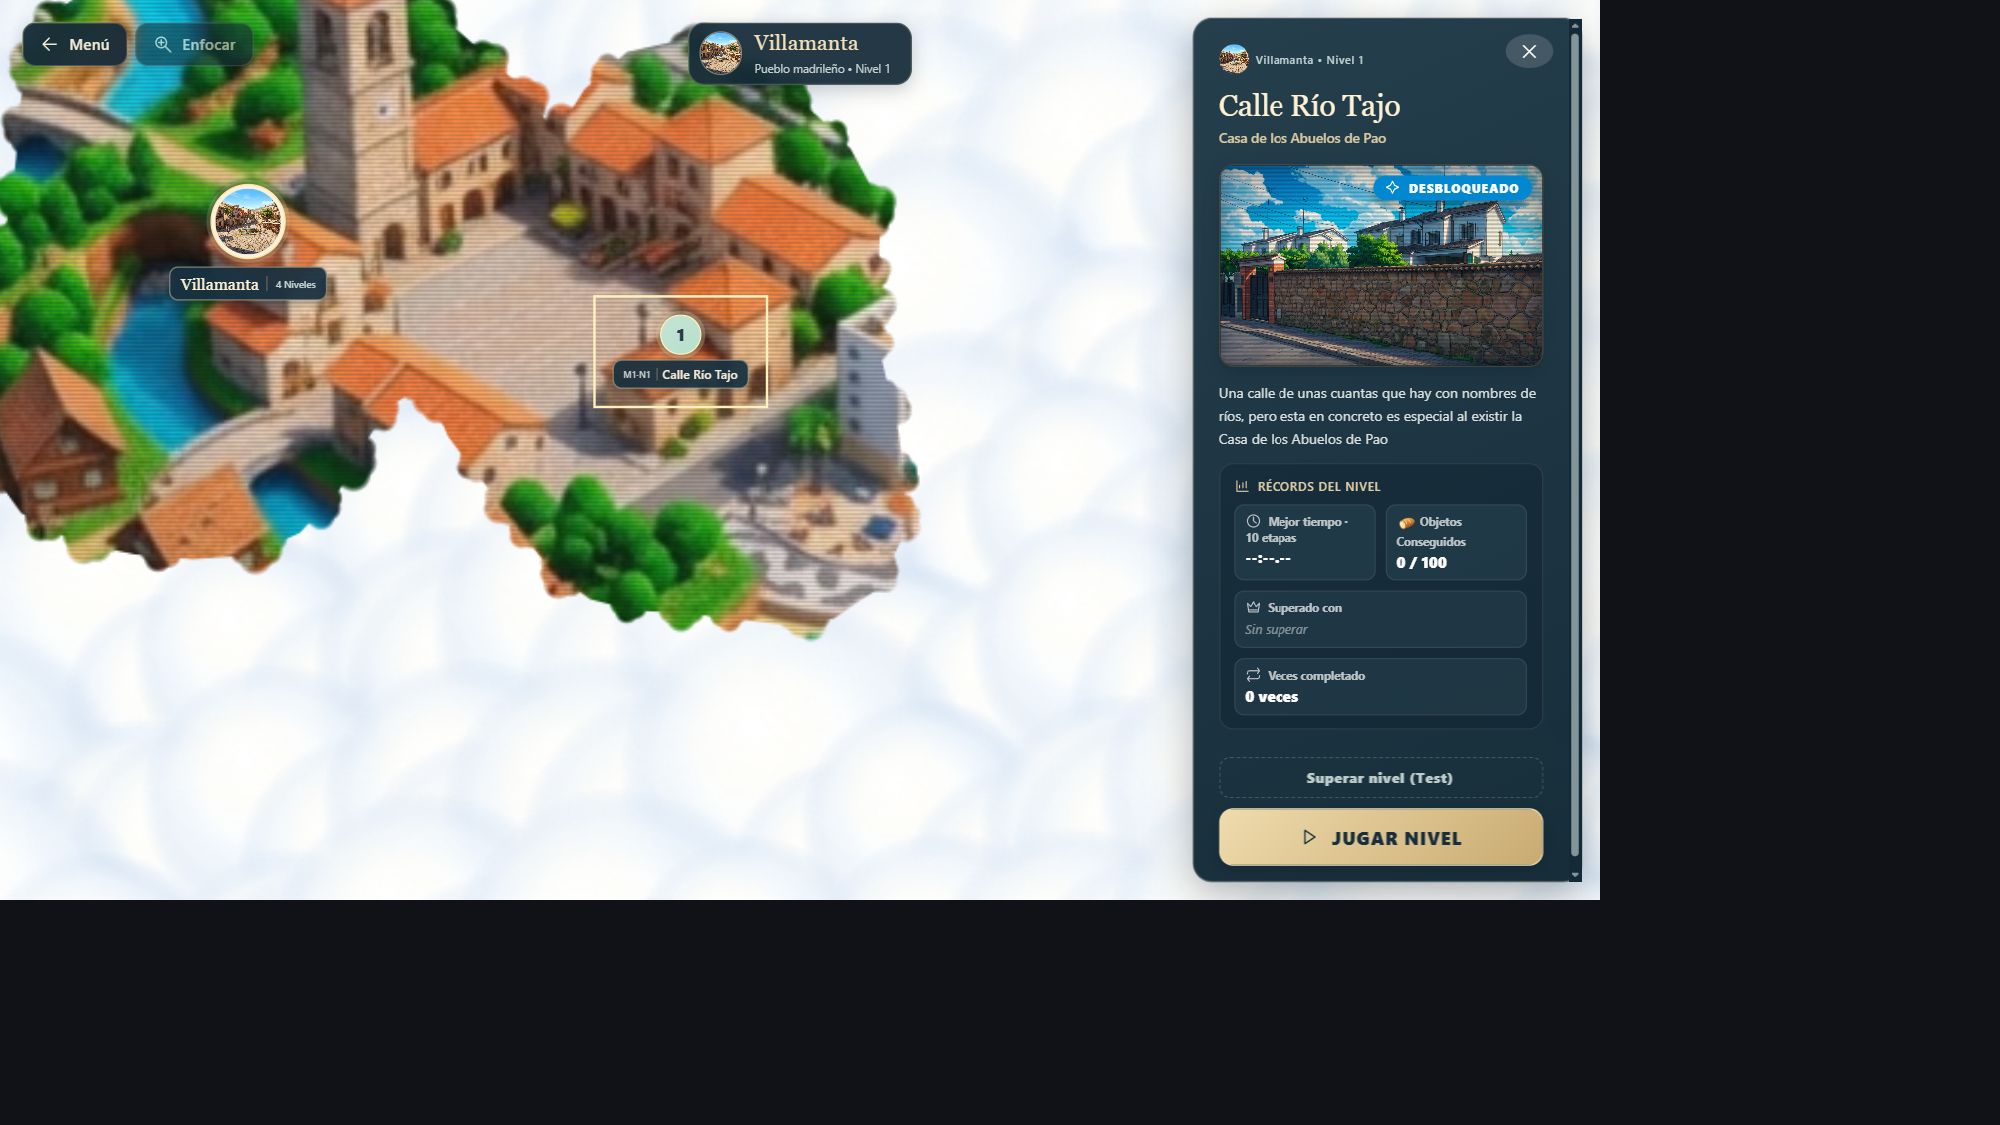 Menú
Enfocar
Villamanta
Pueblo madrileño • Nivel 1
Villamanta
4 Niveles
1
M1-N1
Calle Río Tajo
Villamanta • Nivel 1
Calle Río Tajo
Casa de los Abuelos de Pao
DESBLOQUEADO
Una calle de unas cuantas que hay con nombres de
ríos, pero esta en concreto es especial al existir la
Casa de los Abuelos de Pao
RÉCORDS DEL NIVEL
Mejor tiempo ·
10 etapas
--:--.--
Objetos
Conseguidos
0 / 100
Superado con
Sin superar
Veces completado
0 veces
Superar nivel (Test)
JUGAR NIVEL